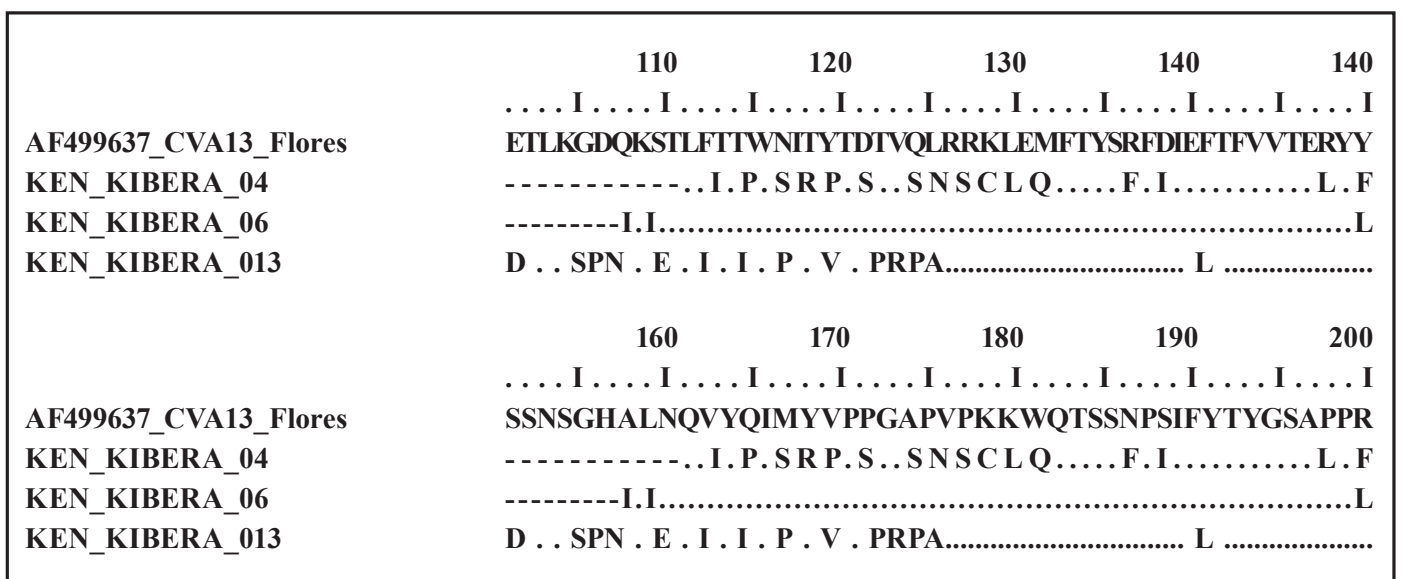 110 120 130 140 140
. . . . I . . . . I . . . . I . . . . I . . . . I . . . . I . . . . I . . . . I . . . . I . . . . I
AF499637_CVA13_Flores ETLKGDQKSTLFTTWNITYTDTVQLRRKLEMFTYSRFDIEFTFVVTERYY
KEN_KIBERA_04 - - - - - - - - - - - . . I . P . S R P . S . . S N S C L Q . . . . . F . I . . . . . . . . . . L . F
KEN_KIBERA_06 ---------I.I.......................................................................................L
KEN_KIBERA_013 D . . SPN . E . I . I . P . V . PRPA.................................. L .....................
160 170 180 190 200
. . . . I . . . . I . . . . I . . . . I . . . . I . . . . I . . . . I . . . . I . . . . I . . . . I
AF499637_CVA13_Flores SSNSGHALNQVYQIMYVPPGAPVPKKWQTSSNPSIFYTYGSAPPR
KEN_KIBERA_04 - - - - - - - - - - - . . I . P . S R P . S . . S N S C L Q . . . . . F . I . . . . . . . . . . L . F
KEN_KIBERA_06 ---------I.I.......................................................................................L
KEN_KIBERA_013 D . . SPN . E . I . I . P . V . PRPA.................................. L .....................